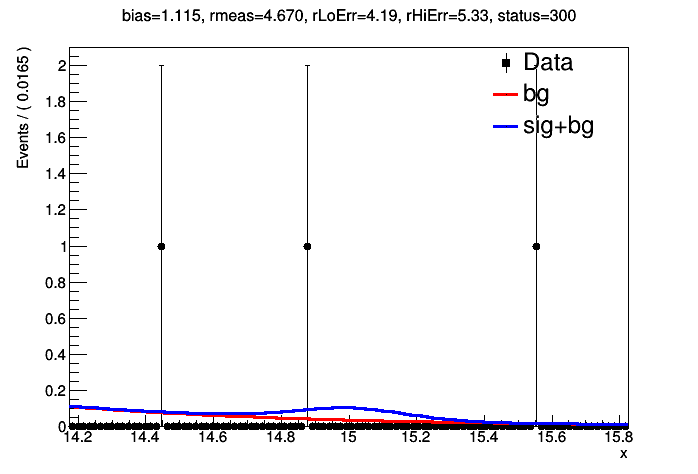 bias=1.115, rmeas=4.670, rLoErr=4.19, rHiErr=5.33, status=300
Events / ( 0.0165 )
2
1.8
1.6
1.4
1.2
1
0.8
0.6
0.4
0.2
0
Data
bg
sig+bg
14.2 14.4 14.6 14.8 15 15.2 15.4 15.6 15.8
x